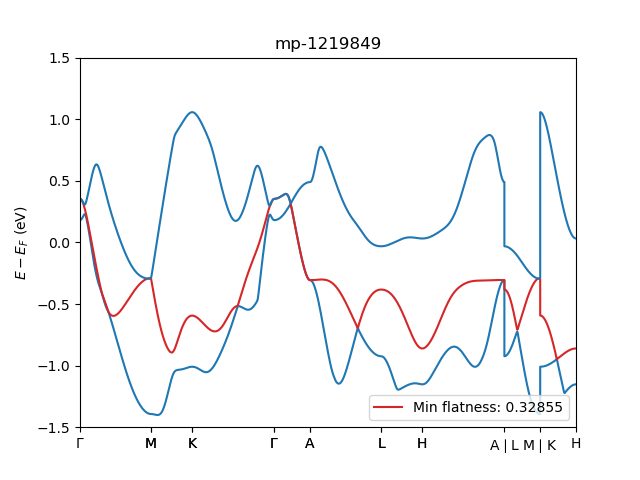 mp-1219849
E − E_F (eV)
1.5
1.0
0.5
0.0
−0.5
−1.0
−1.5
Min flatness: 0.32855
Γ M K Γ A L H A | L M | K H